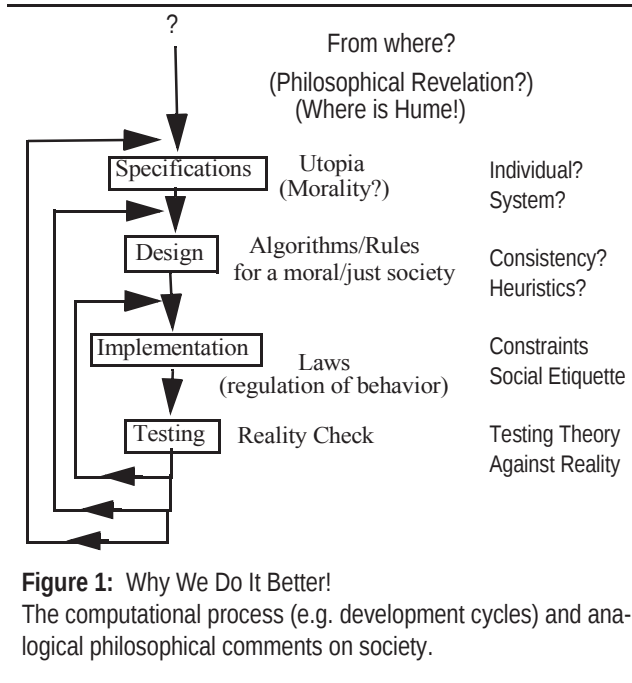 ?
From where?
(Philosophical Revelation?)
(Where is Hume!)
Specifications
Utopia
(Morality?)
Individual?
System?
Design
Algorithms/Rules
for a moral/just society
Consistency?
Heuristics?
Implementation
Laws
(regulation of behavior)
Constraints
Social Etiquette
Testing
Reality Check
Testing Theory
Against Reality
Figure 1: Why We Do It Better!
The computational process (e.g. development cycles) and ana-
logical philosophical comments on society.